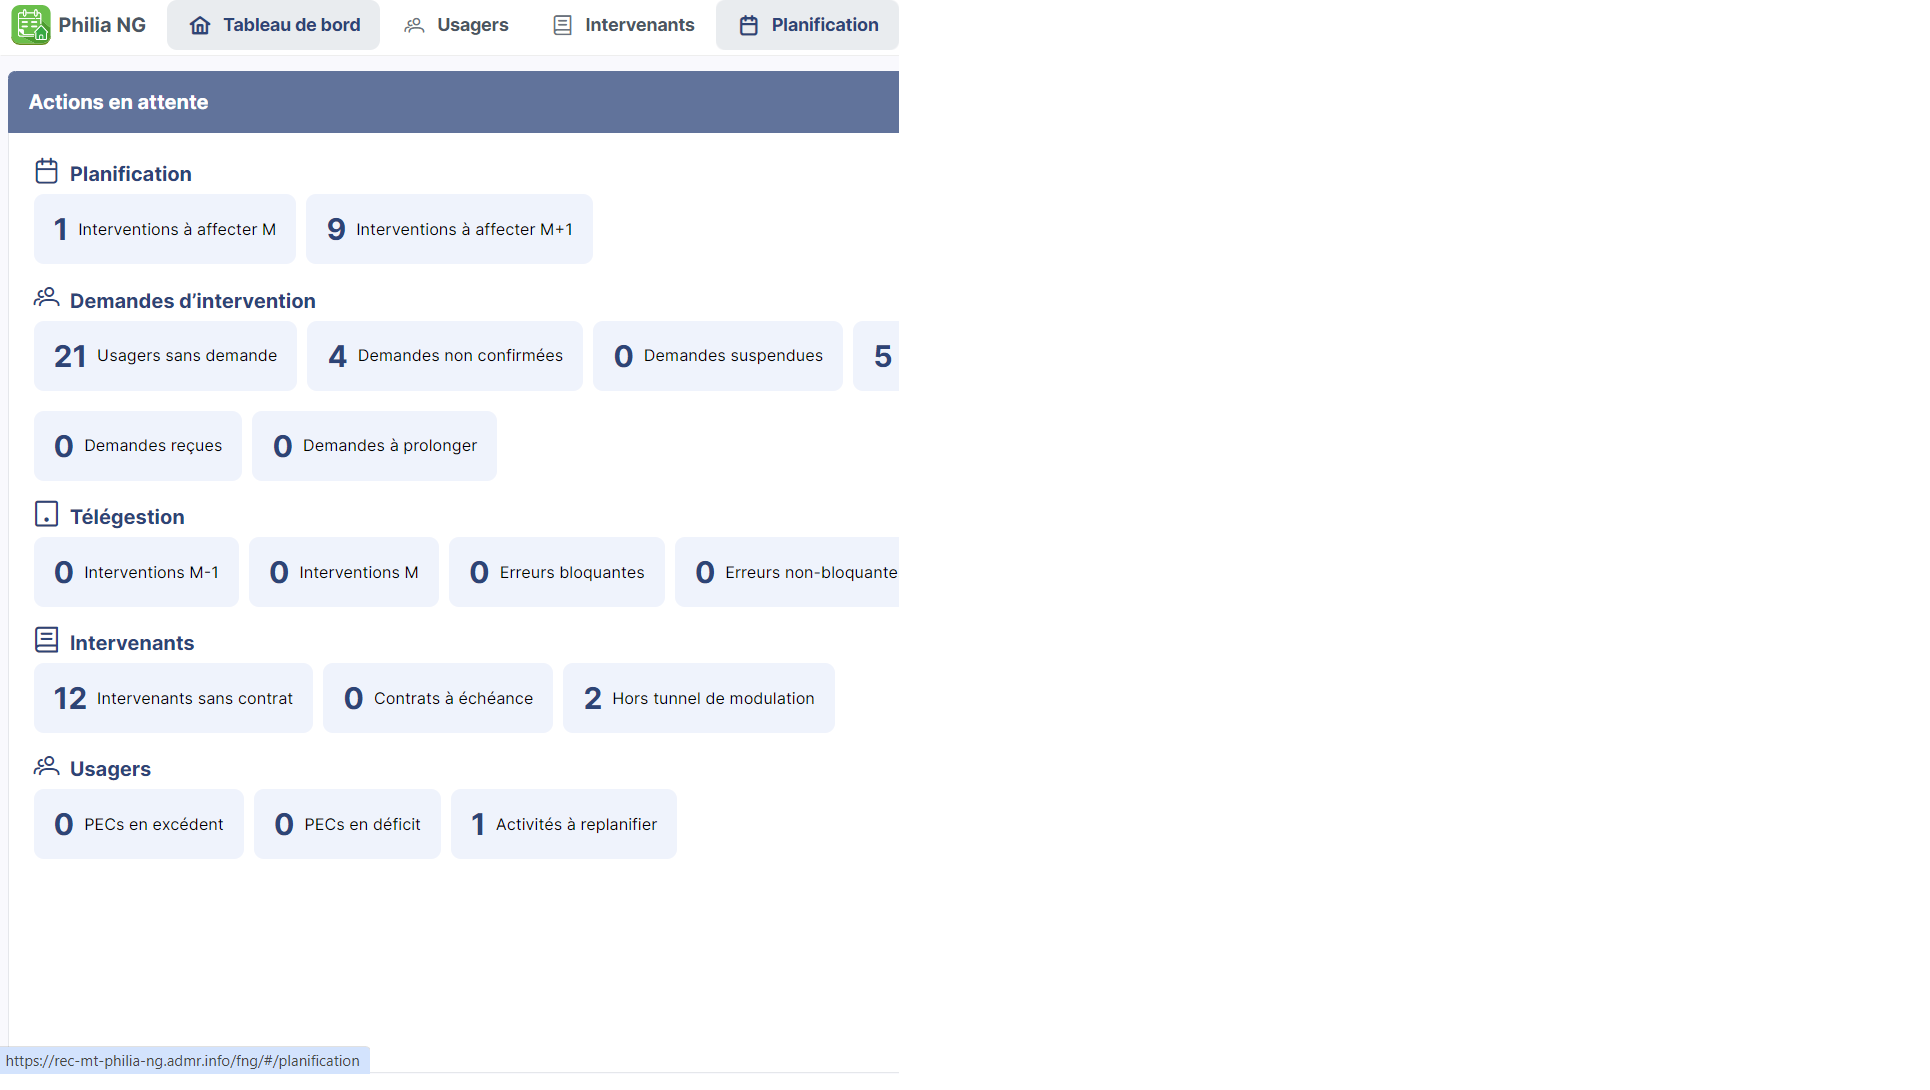 Philia NG Tableau de bord Usagers Intervenants Planification
Actions en attente
Planification
1 Interventions à affecter M 9 Interventions à affecter M+1
Demandes d’intervention
21 Usagers sans demande 4 Demandes non confirmées 0 Demandes suspendues 5
0 Demandes reçues 0 Demandes à prolonger
Télégestion
0 Interventions M-1 0 Interventions M 0 Erreurs bloquantes 0 Erreurs non-bloquante
Intervenants
12 Intervenants sans contrat 0 Contrats à échéance 2 Hors tunnel de modulation
Usagers
0 PECs en excédent 0 PECs en déficit 1 Activités à replanifier
https://rec-mt-philia-ng.admr.info/fng/#/planification